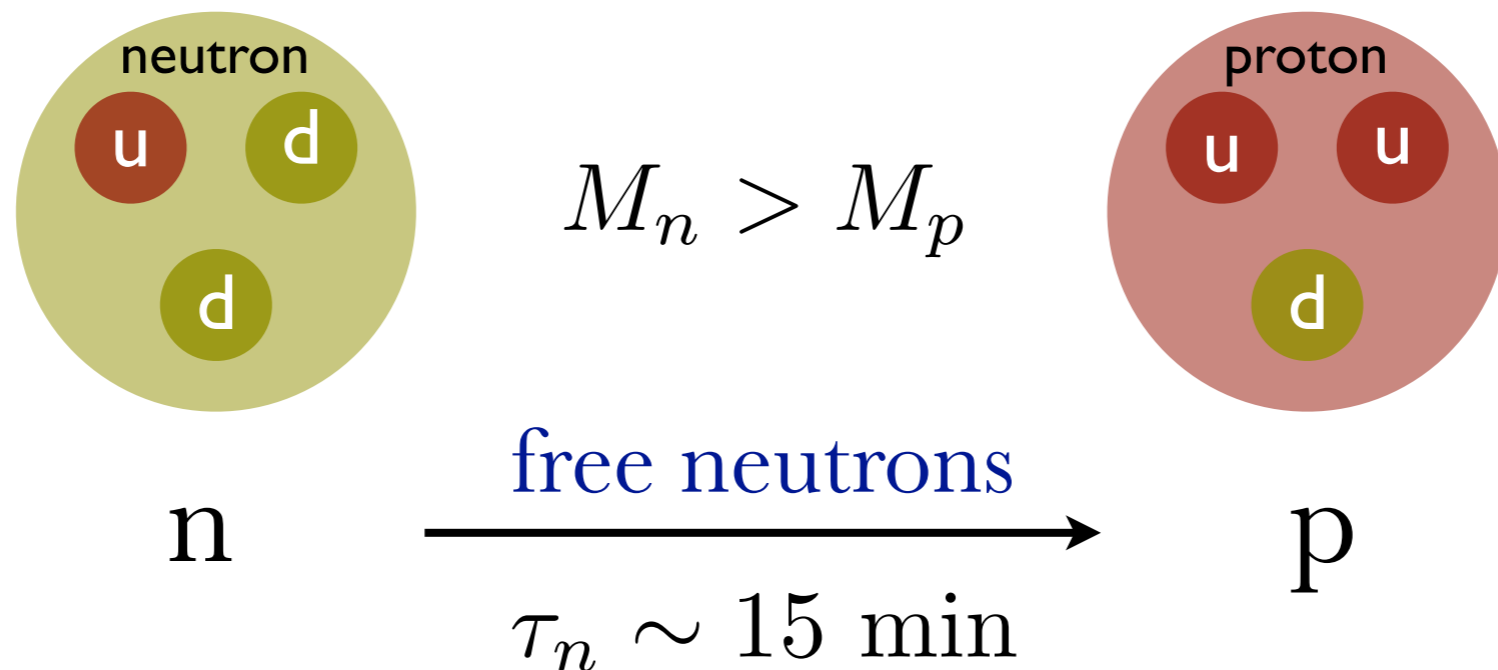 neutron
u d
d
proton
u u
d
M_n > M_p
free neutrons
n p
τ_n ∼ 15 min